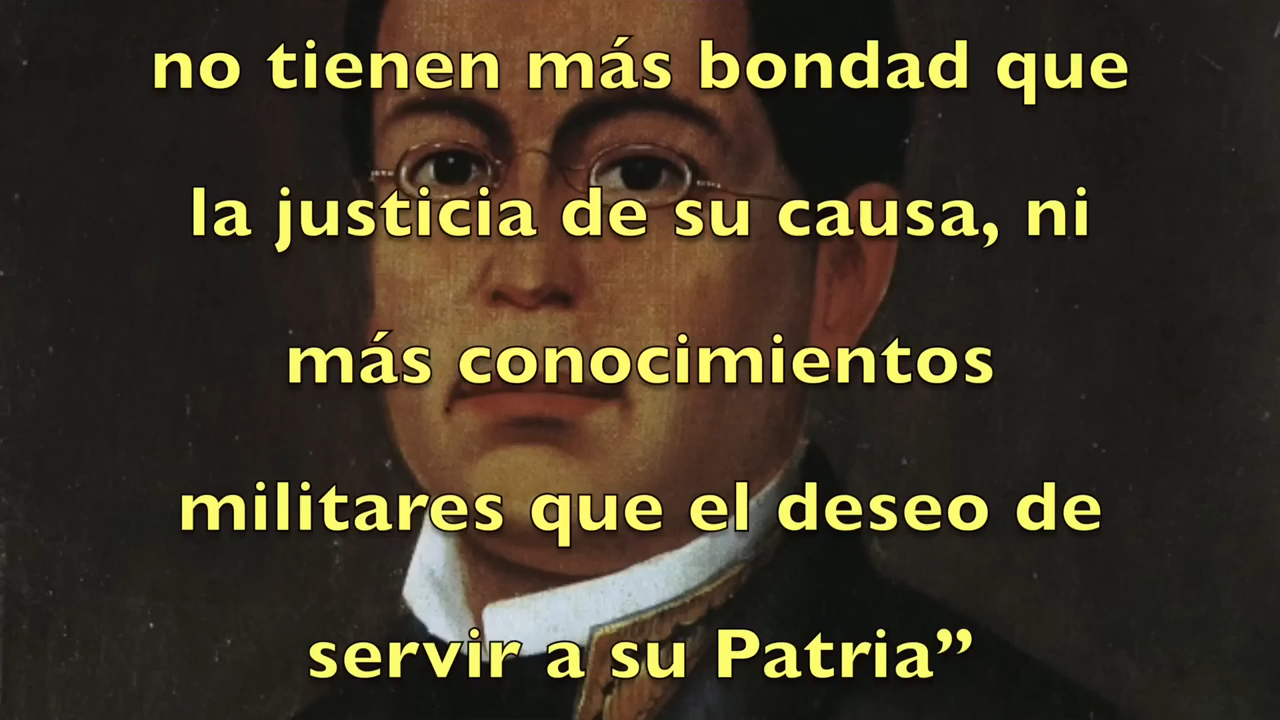 no tienen más bondad que
la justicia de su causa, ni
más conocimientos
militares que el deseo de
servir a su Patria”